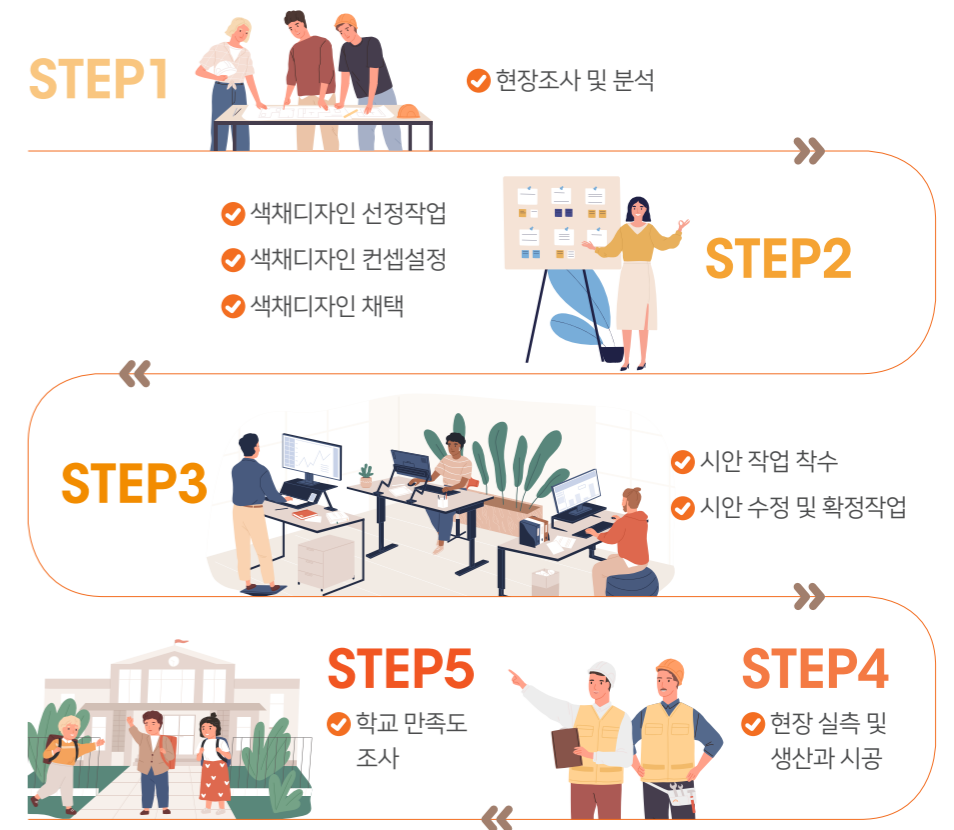 STEP1
현장조사 및 분석
색채디자인 선정작업
색채디자인 컨셉설정
색채디자인 채택
STEP2
STEP3
시안 작업 착수
시안 수정 및 확정작업
STEP4
현장 실측 및
생산과 시공
STEP5
학교 만족도
조사